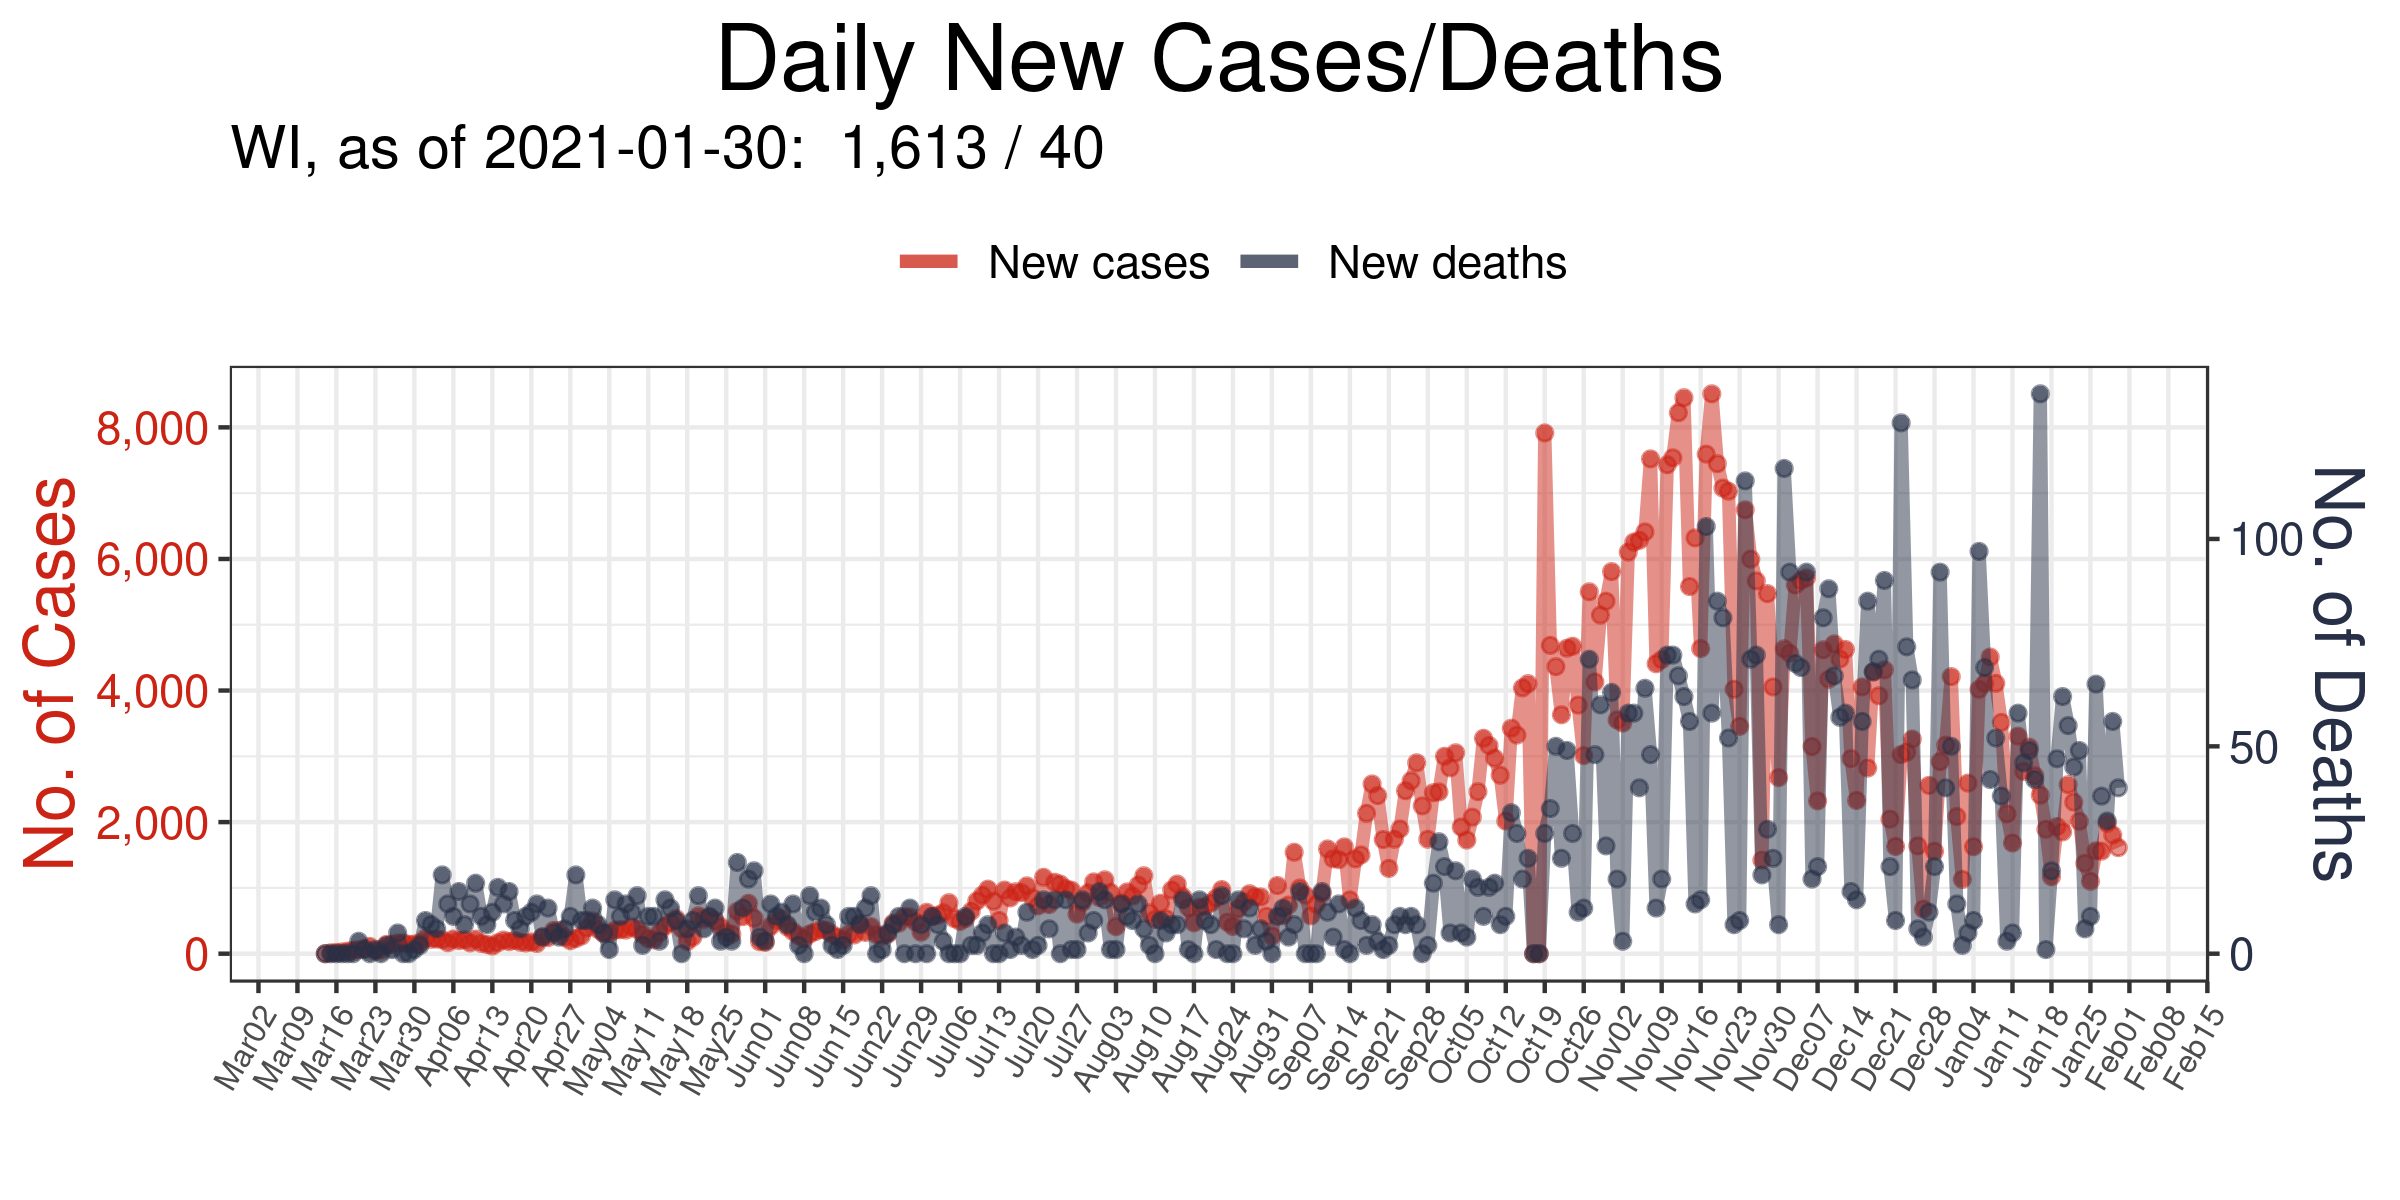 Daily New Cases/Deaths
WI, as of 2021-01-30: 1,613 / 40
New cases
New deaths
No. of Cases
8,000
6,000
4,000
2,000
0
100
50
0
No. of Deaths
Mar02
Mar09
Mar16
Mar23
Mar30
Apr06
Apr13
Apr20
Apr27
May04
May11
May18
May25
Jun01
Jun08
Jun15
Jun22
Jun29
Jul06
Jul13
Jul20
Jul27
Aug03
Aug10
Aug17
Aug24
Aug31
Sep07
Sep14
Sep21
Sep28
Oct05
Oct12
Oct19
Oct26
Nov02
Nov09
Nov16
Nov23
Nov30
Dec07
Dec14
Dec21
Dec28
Jan04
Jan11
Jan18
Jan25
Feb01
Feb08
Feb15